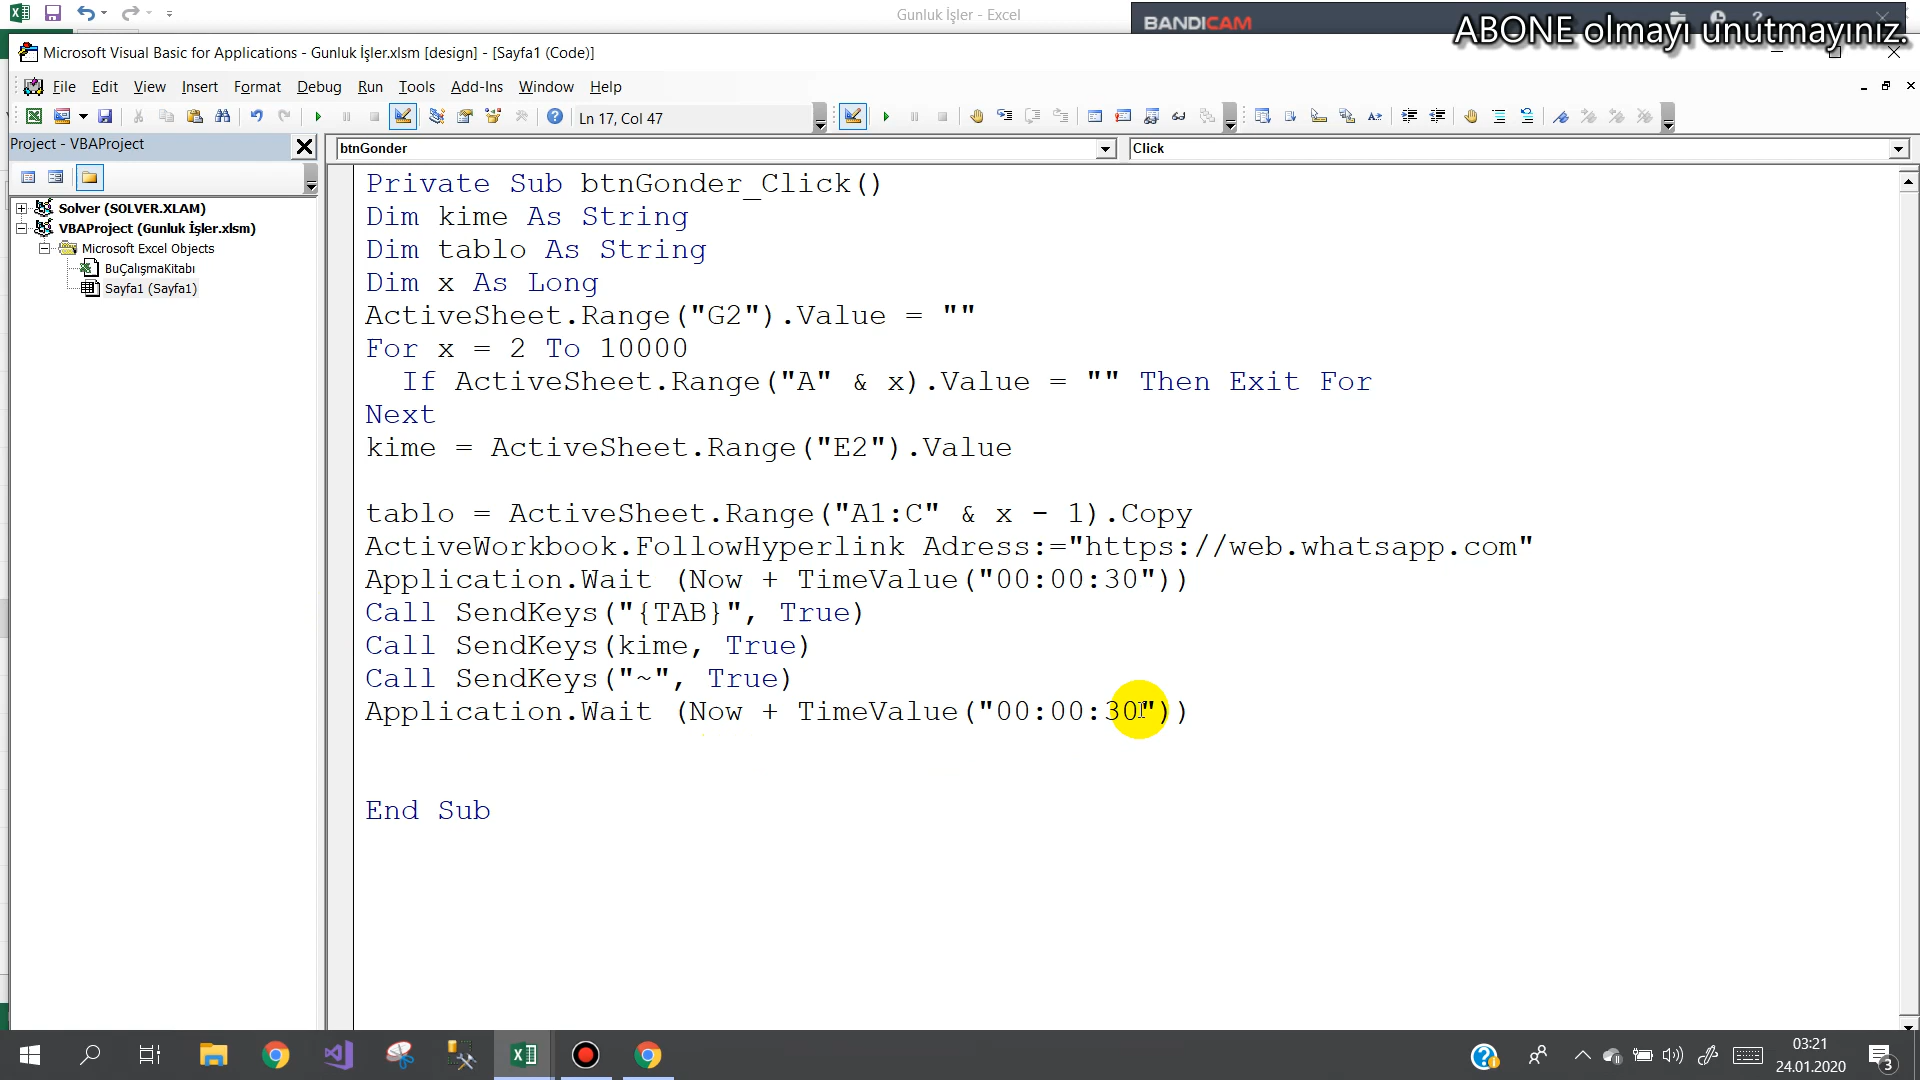 Gunluk İşler - Excel
BANDICAM
ABONE olmayı unutmayınız.
Microsoft Visual Basic for Applications - Gunluk İşler.xlsm [design] - [Sayfa1 (Code)]
File Edit View Insert Format Debug Run Tools Add-Ins Window Help
Ln 17, Col 47
Project - VBAProject
btnGonder
Click
Solver (SOLVER.XLAM)
VBAProject (Gunluk İşler.xlsm)
Microsoft Excel Objects
BuÇalışmaKitabı
Sayfa1 (Sayfa1)
Private Sub btnGonder_Click()
Dim kime As String
Dim tablo As String
Dim x As Long
ActiveSheet.Range("G2").Value = ""
For x = 2 To 10000
If ActiveSheet.Range("A" & x).Value = "" Then Exit For
Next
kime = ActiveSheet.Range("E2").Value
tablo = ActiveSheet.Range("A1:C" & x - 1).Copy
ActiveWorkbook.FollowHyperlink Adress:="https://web.whatsapp.com"
Application.Wait (Now + TimeValue("00:00:30"))
Call SendKeys("{TAB}", True)
Call SendKeys(kime, True)
Call SendKeys("~", True)
Application.Wait (Now + TimeValue("00:00:30"))
End Sub
03:21
24.01.2020
3